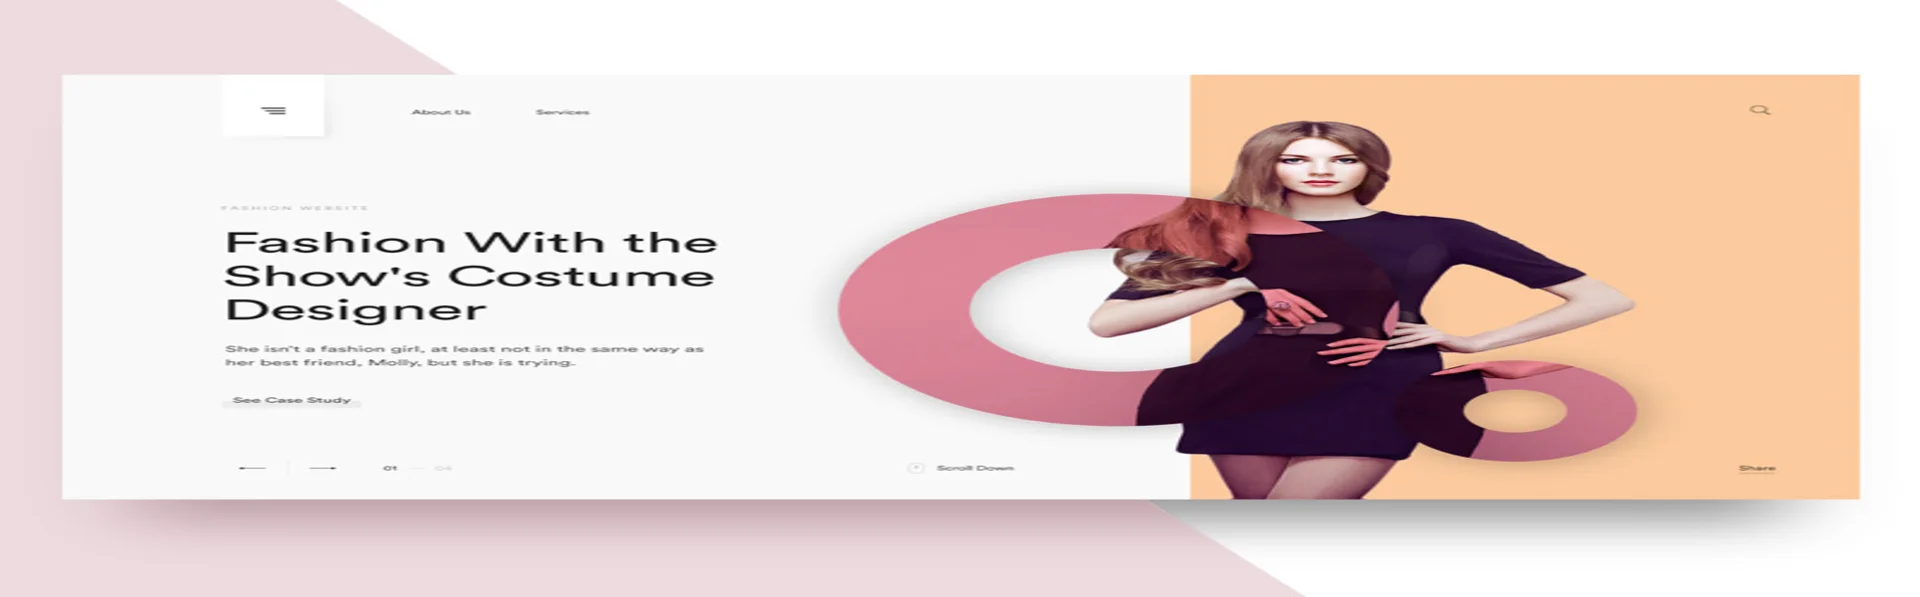 About Us
Services
FASHION WEBSITE
Fashion With the
Show's Costume
Designer
She isn't a fashion girl, at least not in the same way as
her best friend, Molly, but she is trying.
See Case Study
01 — 04
Scroll Down
Share